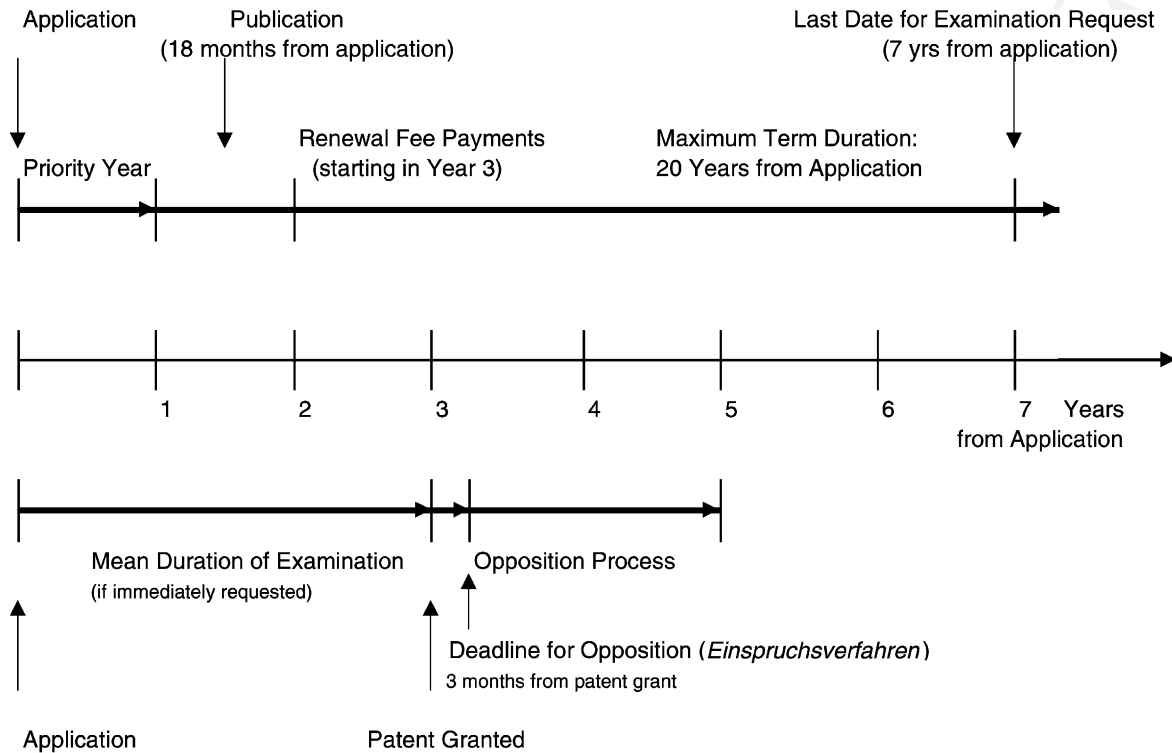 Application
Publication
(18 months from application)
Last Date for Examination Request
(7 yrs from application)
Renewal Fee Payments
(starting in Year 3)
Maximum Term Duration:
20 Years from Application
Priority Year
1 2 3 4 5 6 7 Years
from Application
Mean Duration of Examination
(if immediately requested)
Opposition Process
Deadline for Opposition (Einspruchsverfahren)
3 months from patent grant
Application
Patent Granted